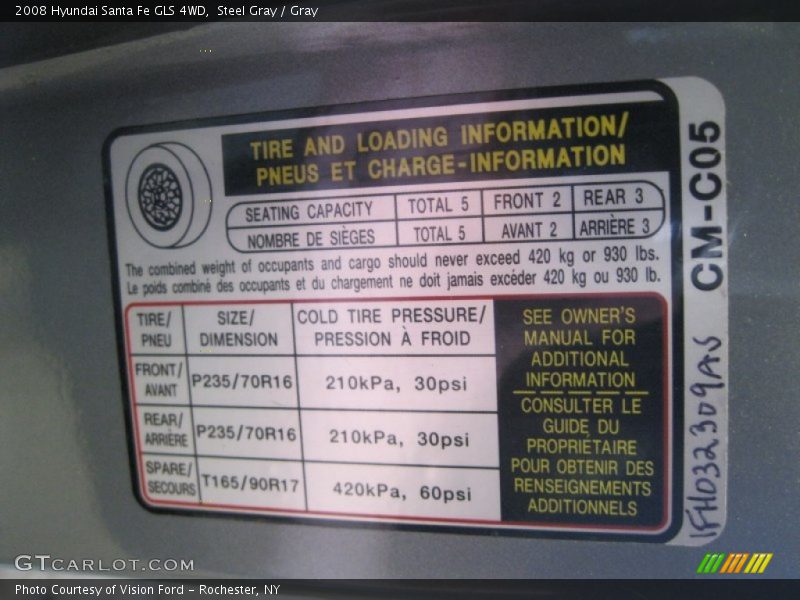 2008 Hyundai Santa Fe GLS 4WD, Steel Gray / Gray
TIRE AND LOADING INFORMATION/
PNEUS ET CHARGE-INFORMATION
SEATING CAPACITY TOTAL 5 FRONT 2 REAR 3
NOMBRE DE SIÈGES TOTAL 5 AVANT 2 ARRIÈRE 3
The combined weight of occupants and cargo should never exceed 420 kg or 930 lbs.
Le poids combiné des occupants et du chargement ne doit jamais excéder 420 kg ou 930 lb.
TIRE/
PNEU
SIZE/
DIMENSION
COLD TIRE PRESSURE/
PRESSION À FROID
FRONT/
AVANT
P235/70R16
210kPa, 30psi
REAR/
ARRIÈRE
P235/70R16
210kPa, 30psi
SPARE/
SECOURS
T165/90R17
420kPa, 60psi
SEE OWNER'S
MANUAL FOR
ADDITIONAL
INFORMATION
CONSULTER LE
GUIDE DU
PROPRIÉTAIRE
POUR OBTENIR DES
RENSEIGNEMENTS
ADDITIONNELS
CM-C05
1FH032309AS
GTCARLOT.COM
Photo Courtesy of Vision Ford - Rochester, NY